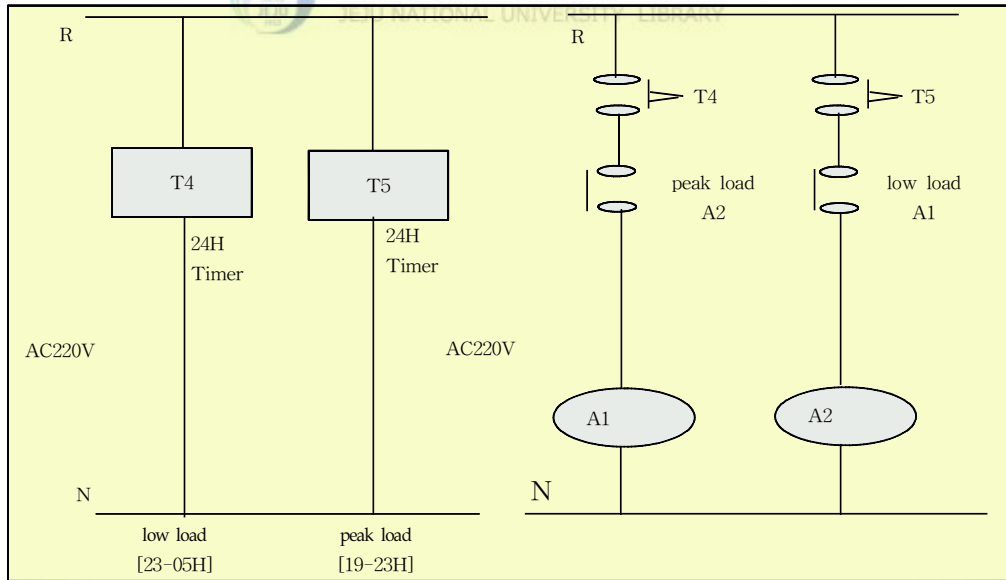 JEJU NATIONAL UNIVERSITY LIBRARY
R
T4
24H
Timer
T5
24H
Timer
AC220V
N
low load
[23-05H]
peak load
[19-23H]
R
T4
T5
peak load
A2
low load
A1
AC220V
A1
A2
N